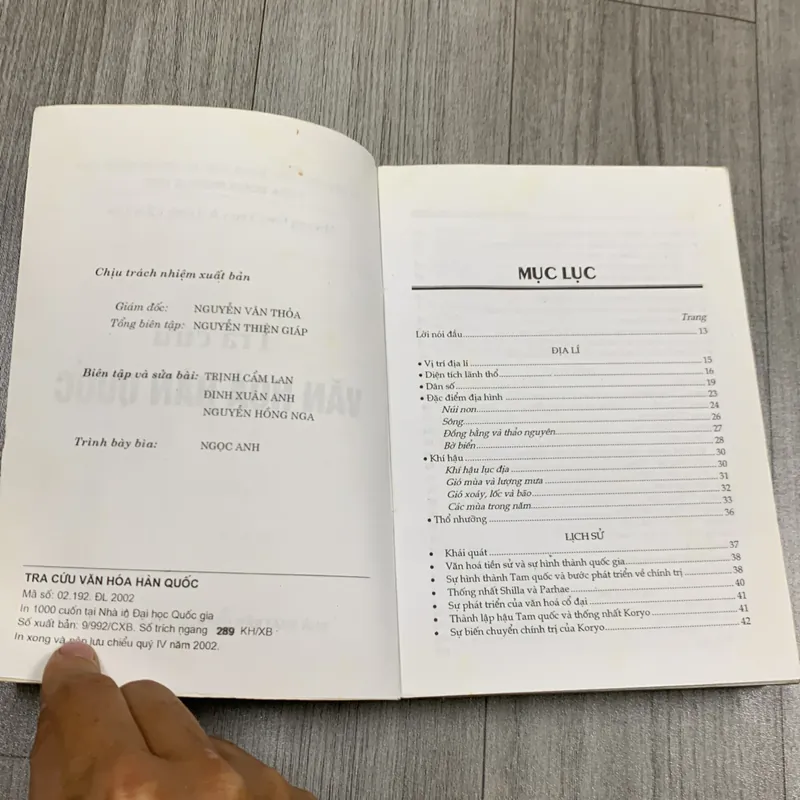 Chịu trách nhiệm xuất bản
Giám đốc: NGUYỄN VĂN THỎA
Tổng biên tập: NGUYỄN THIỆN GIÁP
Biên tập và sửa bài: TRỊNH CẨM LAN
ĐINH XUÂN ANH
NGUYỄN HỒNG NGA
Trình bày bìa: NGỌC ANH
TRA CỨU VĂN HÓA HÀN QUỐC
Mã số: 02.192. ĐL 2002
In 1000 cuốn tại Nhà in Đại học Quốc gia
Số xuất bản: 9/992/CXB. Số trích ngang 289 KH/XB
In xong và nộp lưu chiểu quý IV năm 2002.
MỤC LỤC
Trang
Lời nói đầu 13
ĐỊA LÍ
• Vị trí địa lí 15
• Diện tích lãnh thổ 16
• Dân số 19
• Đặc điểm địa hình 23
Núi non 24
Sông 26
Đồng bằng và thảo nguyên 27
Bờ biển 28
• Khí hậu 30
Khí hậu lục địa 30
Gió mùa và lượng mưa 31
Gió xoáy, lốc và bão 32
Các mùa trong năm 33
• Thổ nhưỡng 36
LỊCH SỬ
• Khái quát 37
• Văn hoá tiền sử và sự hình thành quốc gia 38
• Sự hình thành Tam quốc và bước phát triển về chính trị 38
• Thống nhất Shilla và Parhae 40
• Sự phát triển của văn hoá cổ đại 41
• Thành lập hậu Tam quốc và thống nhất Koryo 41
• Sự biến chuyển chính trị của Koryo 42